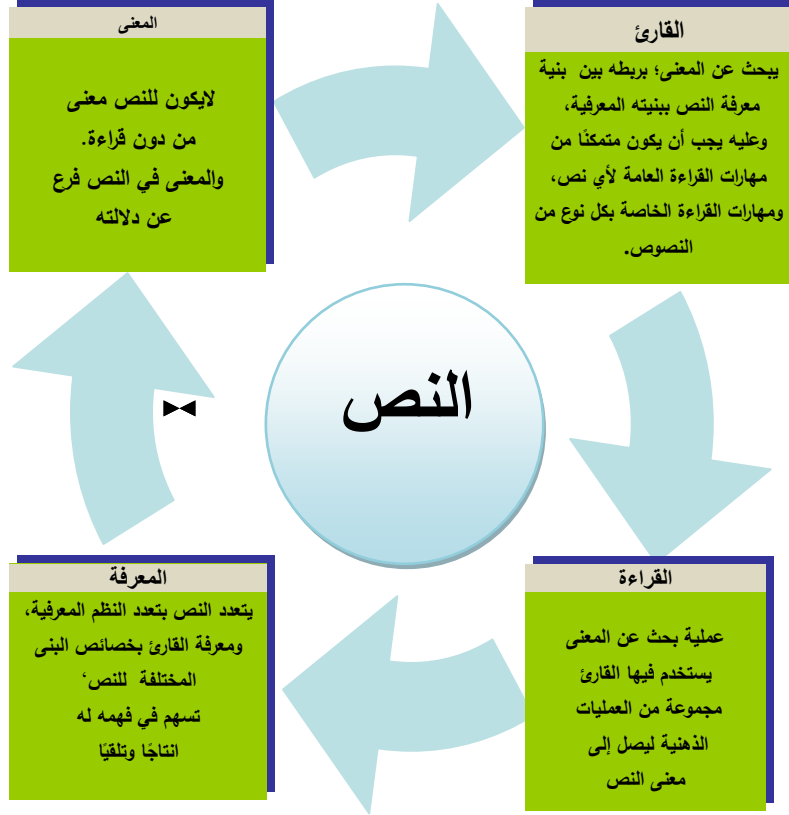 القارئ
يبحث عن المعنى؛ بربطه بين بنية
معرفة النص ببنيته المعرفية،
وعليه يجب أن يكون متمكنًا من
مهارات القراءة العامة لأي نص،
ومهارات القراءة الخاصة بكل نوع من
النصوص.
المعنى
لايكون للنص معنى
من دون قراءة.
والمعنى في النص فرع
عن دلالته
النص
القراءة
عملية بحث عن المعنى
يستخدم فيها القارئ
مجموعة من العمليات
الذهنية ليصل إلى
معنى النص
المعرفة
يتعدد النص بتعدد النظم المعرفية،
ومعرفة القارئ بخصائص البنى
المختلفة للنص‘
تسهم في فهمه له
انتاجًا وتلقيًا